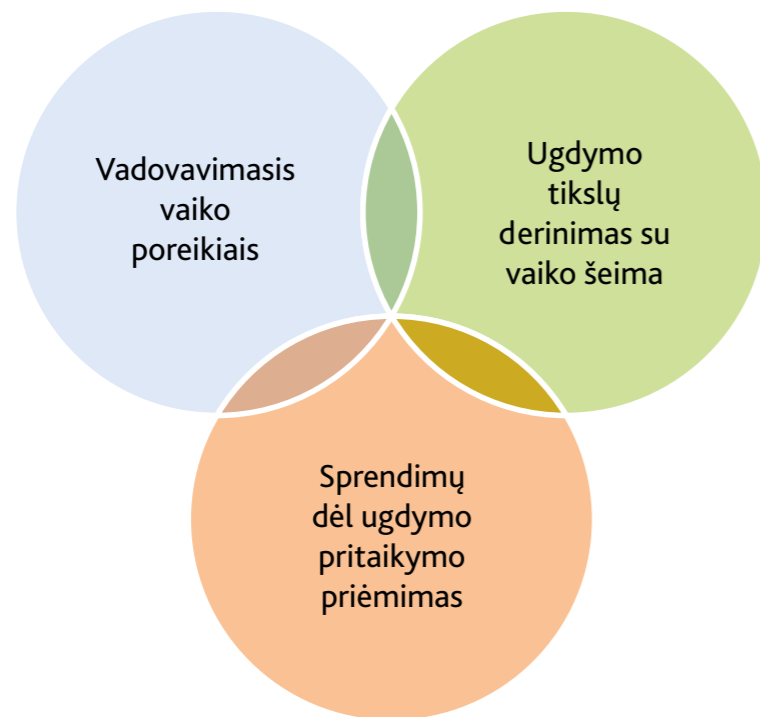 Vadovavimasis
vaiko
poreikiais
Ugdymo
tikslų
derinimas su
vaiko šeima
Sprendimų
dėl ugdymo
pritaikymo
priėmimas